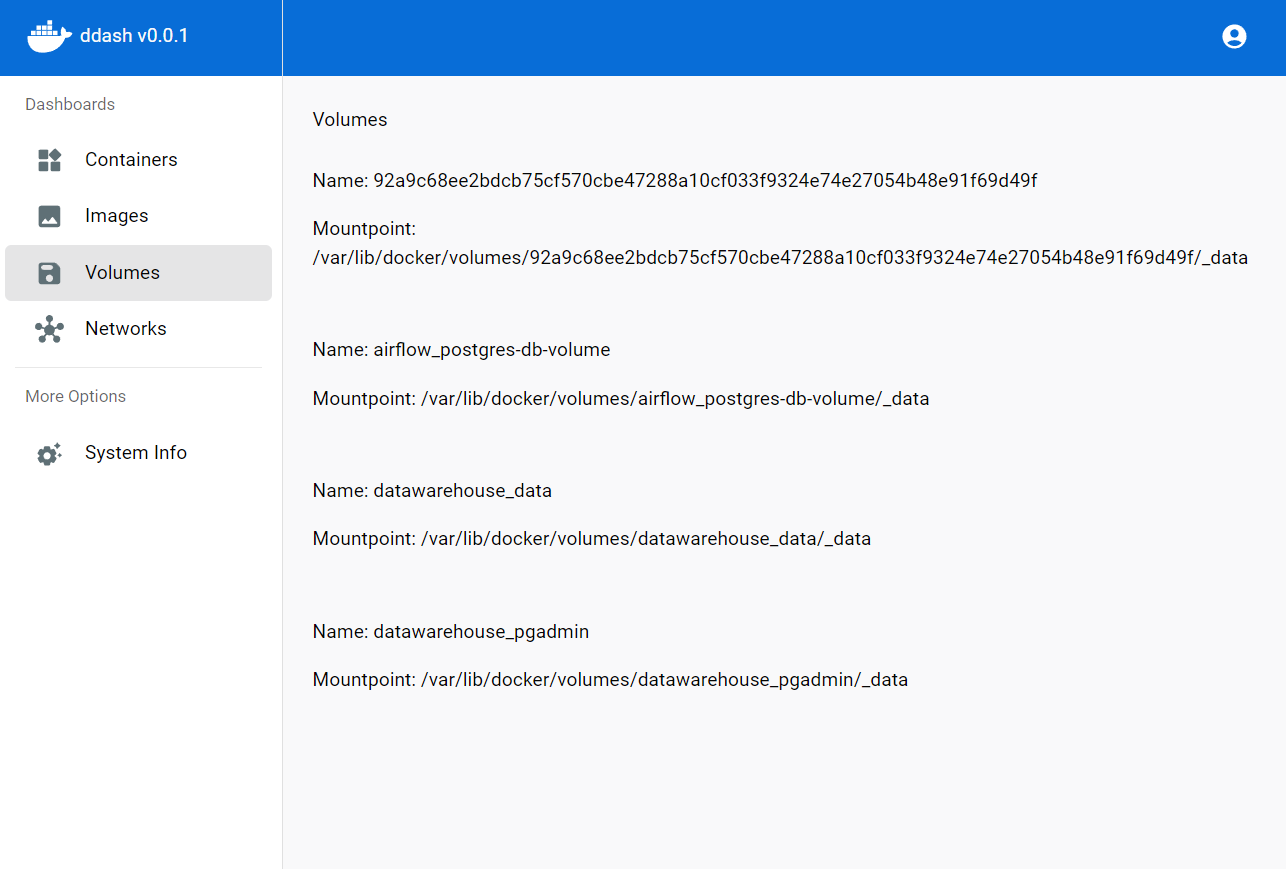 ddash v0.0.1
Dashboards
Containers
Images
Volumes
Networks
More Options
System Info
Volumes
Name: 92a9c68ee2bdcb75cf570cbe47288a10cf033f9324e74e27054b48e91f69d49f
Mountpoint:
/var/lib/docker/volumes/92a9c68ee2bdcb75cf570cbe47288a10cf033f9324e74e27054b48e91f69d49f/_data
Name: airflow_postgres-db-volume
Mountpoint: /var/lib/docker/volumes/airflow_postgres-db-volume/_data
Name: datawarehouse_data
Mountpoint: /var/lib/docker/volumes/datawarehouse_data/_data
Name: datawarehouse_pgadmin
Mountpoint: /var/lib/docker/volumes/datawarehouse_pgadmin/_data